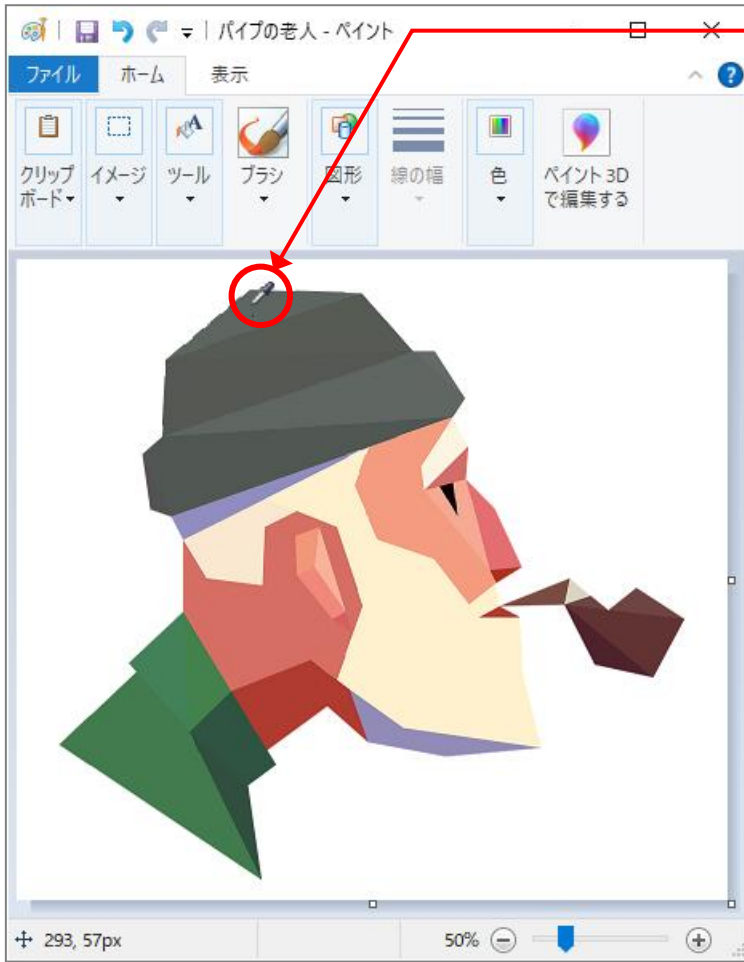 パイプの老人 - ペイント
ファイル ホーム 表示
?
クリップ
ボード
イメージ
ツール
A
ブラシ
図形
線の幅
色
ペイント 3D
で編集する
293, 57px
50%